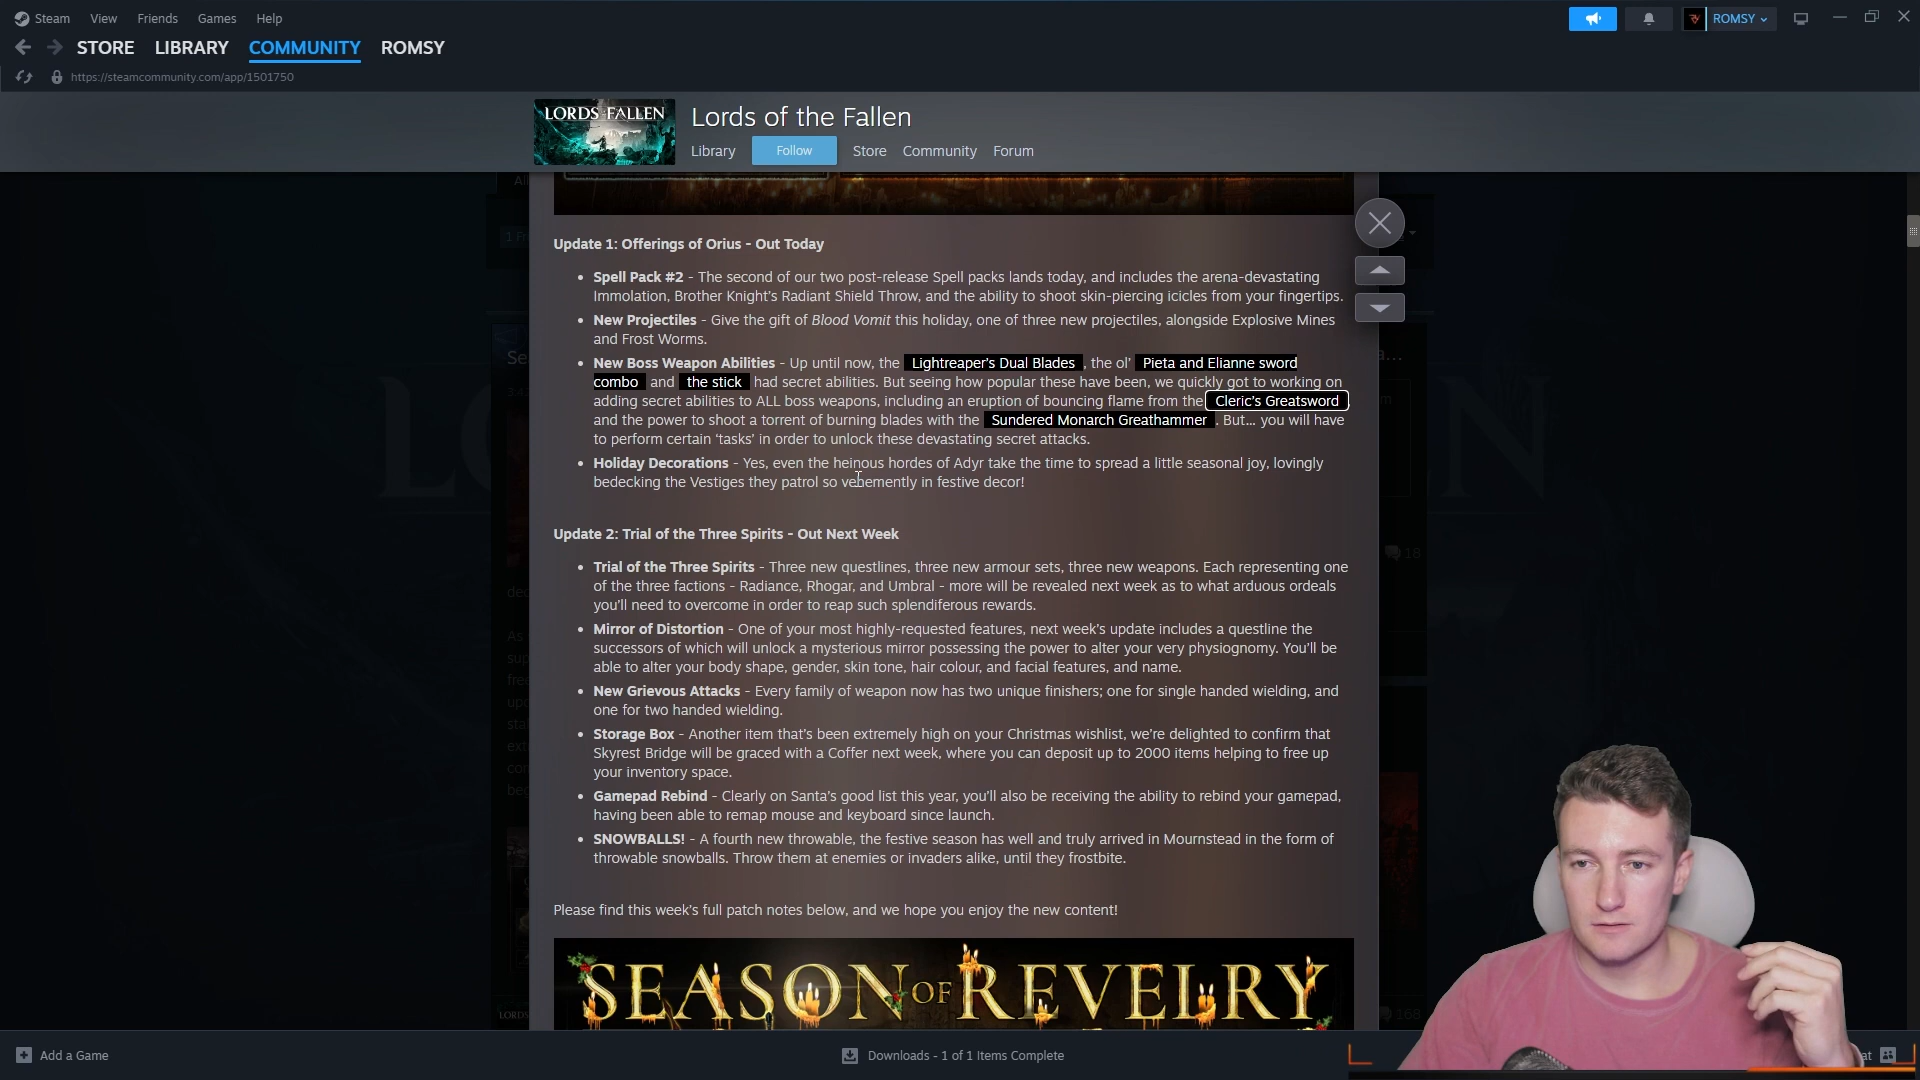 Steam View Friends Games Help
ROMSY
STORE LIBRARY COMMUNITY ROMSY
https://steamcommunity.com/app/1501750
LORDS OF THE FALLEN
Lords of the Fallen
Library Follow Store Community Forum
Update 1: Offerings of Orius - Out Today
Spell Pack #2 - The second of our two post-release Spell packs lands today, and includes the arena-devastating
Immolation, Brother Knight's Radiant Shield Throw, and the ability to shoot skin-piercing icicles from your fingertips.
New Projectiles - Give the gift of Blood Vomit this holiday, one of three new projectiles, alongside Explosive Mines
and Frost Worms.
New Boss Weapon Abilities - Up until now, the Lightreaper's Dual Blades , the ol' Pieta and Elianne sword
combo and the stick had secret abilities. But seeing how popular these have been, we quickly got to working on
adding secret abilities to ALL boss weapons, including an eruption of bouncing flame from the Cleric's Greatsword
and the power to shoot a torrent of burning blades with the Sundered Monarch Greathammer . But... you will have
to perform certain 'tasks' in order to unlock these devastating secret attacks.
Holiday Decorations - Yes, even the heinous hordes of Adyr take the time to spread a little seasonal joy, lovingly
bedecking the Vestiges they patrol so vehemently in festive decor!
Update 2: Trial of the Three Spirits - Out Next Week
Trial of the Three Spirits - Three new questlines, three new armour sets, three new weapons. Each representing one
of the three factions - Radiance, Rhogar, and Umbral - more will be revealed next week as to what arduous ordeals
you'll need to overcome in order to reap such splendiferous rewards.
Mirror of Distortion - One of your most highly-requested features, next week's update includes a questline the
successors of which will unlock a mysterious mirror possessing the power to alter your very physiognomy. You'll be
able to alter your body shape, gender, skin tone, hair colour, and facial features, and name.
New Grievous Attacks - Every family of weapon now has two unique finishers; one for single handed wielding, and
one for two handed wielding.
Storage Box - Another item that's been extremely high on your Christmas wishlist, we're delighted to confirm that
Skyrest Bridge will be graced with a Coffer next week, where you can deposit up to 2000 items helping to free up
your inventory space.
Gamepad Rebind - Clearly on Santa's good list this year, you'll also be receiving the ability to rebind your gamepad,
having been able to remap mouse and keyboard since launch.
SNOWBALLS! - A fourth new throwable, the festive season has well and truly arrived in Mournstead in the form of
throwable snowballs. Throw them at enemies or invaders alike, until they frostbite.
18
Please find this week's full patch notes below, and we hope you enjoy the new content!
SEASON OF REVELRY
168
Add a Game Downloads - 1 of 1 Items Complete